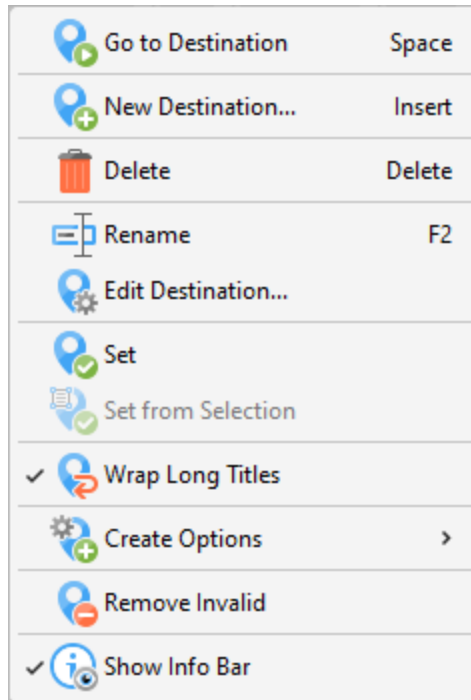 Go to Destination Space
New Destination... Insert
Delete Delete
Rename F2
Edit Destination...
Set
Set from Selection
Wrap Long Titles
Create Options
Remove Invalid
Show Info Bar